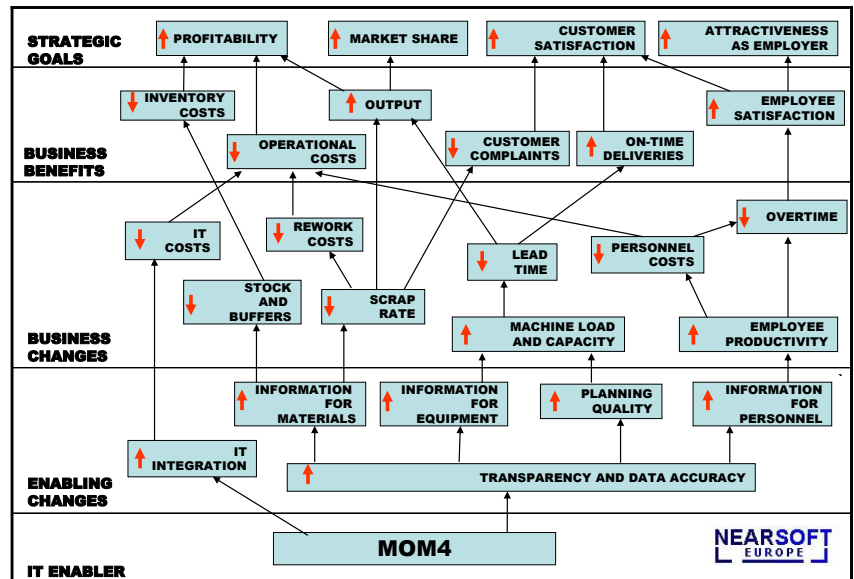 STRATEGIC
GOALS
PROFITABILITY
MARKET SHARE
CUSTOMER
SATISFACTION
ATTRACTIVENESS
AS EMPLOYER
BUSINESS
BENEFITS
INVENTORY
COSTS
OUTPUT
EMPLOYEE
SATISFACTION
OPERATIONAL
COSTS
CUSTOMER
COMPLAINTS
ON-TIME
DELIVERIES
BUSINESS
CHANGES
IT
COSTS
REWORK
COSTS
LEAD
TIME
PERSONNEL
COSTS
OVERTIME
STOCK
AND
BUFFERS
SCRAP
RATE
MACHINE LOAD
AND CAPACITY
EMPLOYEE
PRODUCTIVITY
ENABLING
CHANGES
INFORMATION
FOR
MATERIALS
INFORMATION
FOR
EQUIPMENT
PLANNING
QUALITY
INFORMATION
FOR
PERSONNEL
IT
INTEGRATION
TRANSPARENCY AND DATA ACCURACY
IT ENABLER
MOM4
NEARSOFT
EUROPE